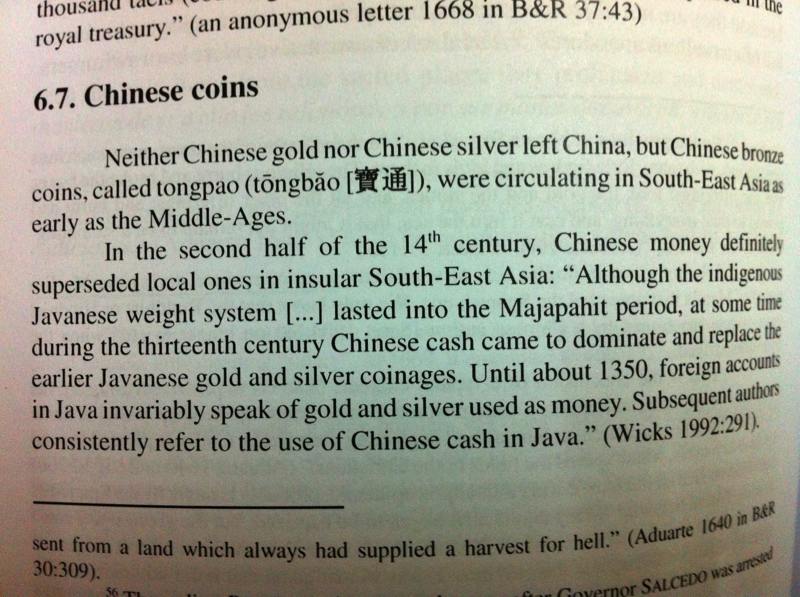 thousand taels
royal treasury.” (an anonymous letter 1668 in B&R 37:43)
6.7. Chinese coins
Neither Chinese gold nor Chinese silver left China, but Chinese bronze
coins, called tongpao (tōngbǎo [寶通]), were circulating in South-East Asia as
early as the Middle-Ages.
In the second half of the 14th century, Chinese money definitely
superseded local ones in insular South-East Asia: “Although the indigenous
Javanese weight system [...] lasted into the Majapahit period, at some time
during the thirteenth century Chinese cash came to dominate and replace the
earlier Javanese gold and silver coinages. Until about 1350, foreign accounts
in Java invariably speak of gold and silver used as money. Subsequent authors
consistently refer to the use of Chinese cash in Java.” (Wicks 1992:291).
sent from a land which always had supplied a harvest for hell.” (Aduarte 1640 in B&R
30:309).
56 Governor SALCEDO was arrested